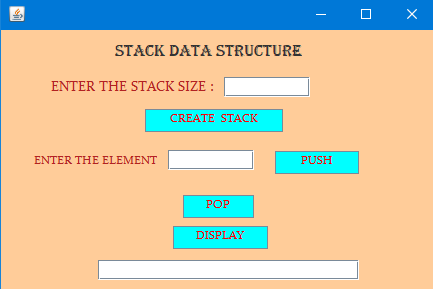 STACK DATA STRUCTURE
ENTER THE STACK SIZE :
CREATE STACK
ENTER THE ELEMENT PUSH
POP
DISPLAY